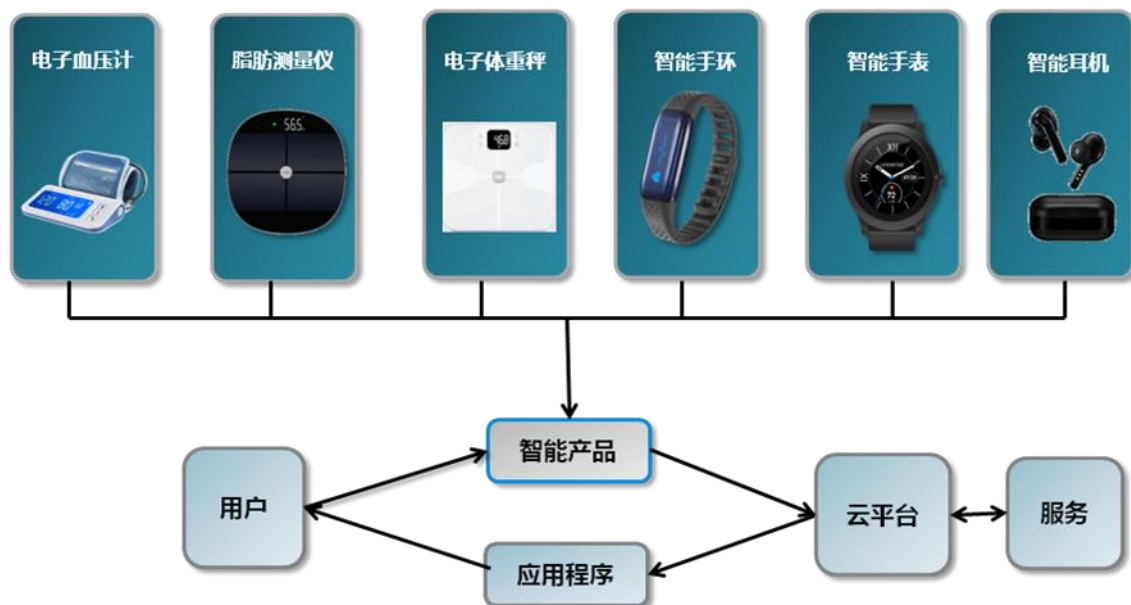 电子血压计
脂肪测量仪
电子体重秤
智能手环
智能手表
智能耳机
智能产品
用户
云平台
服务
应用程序